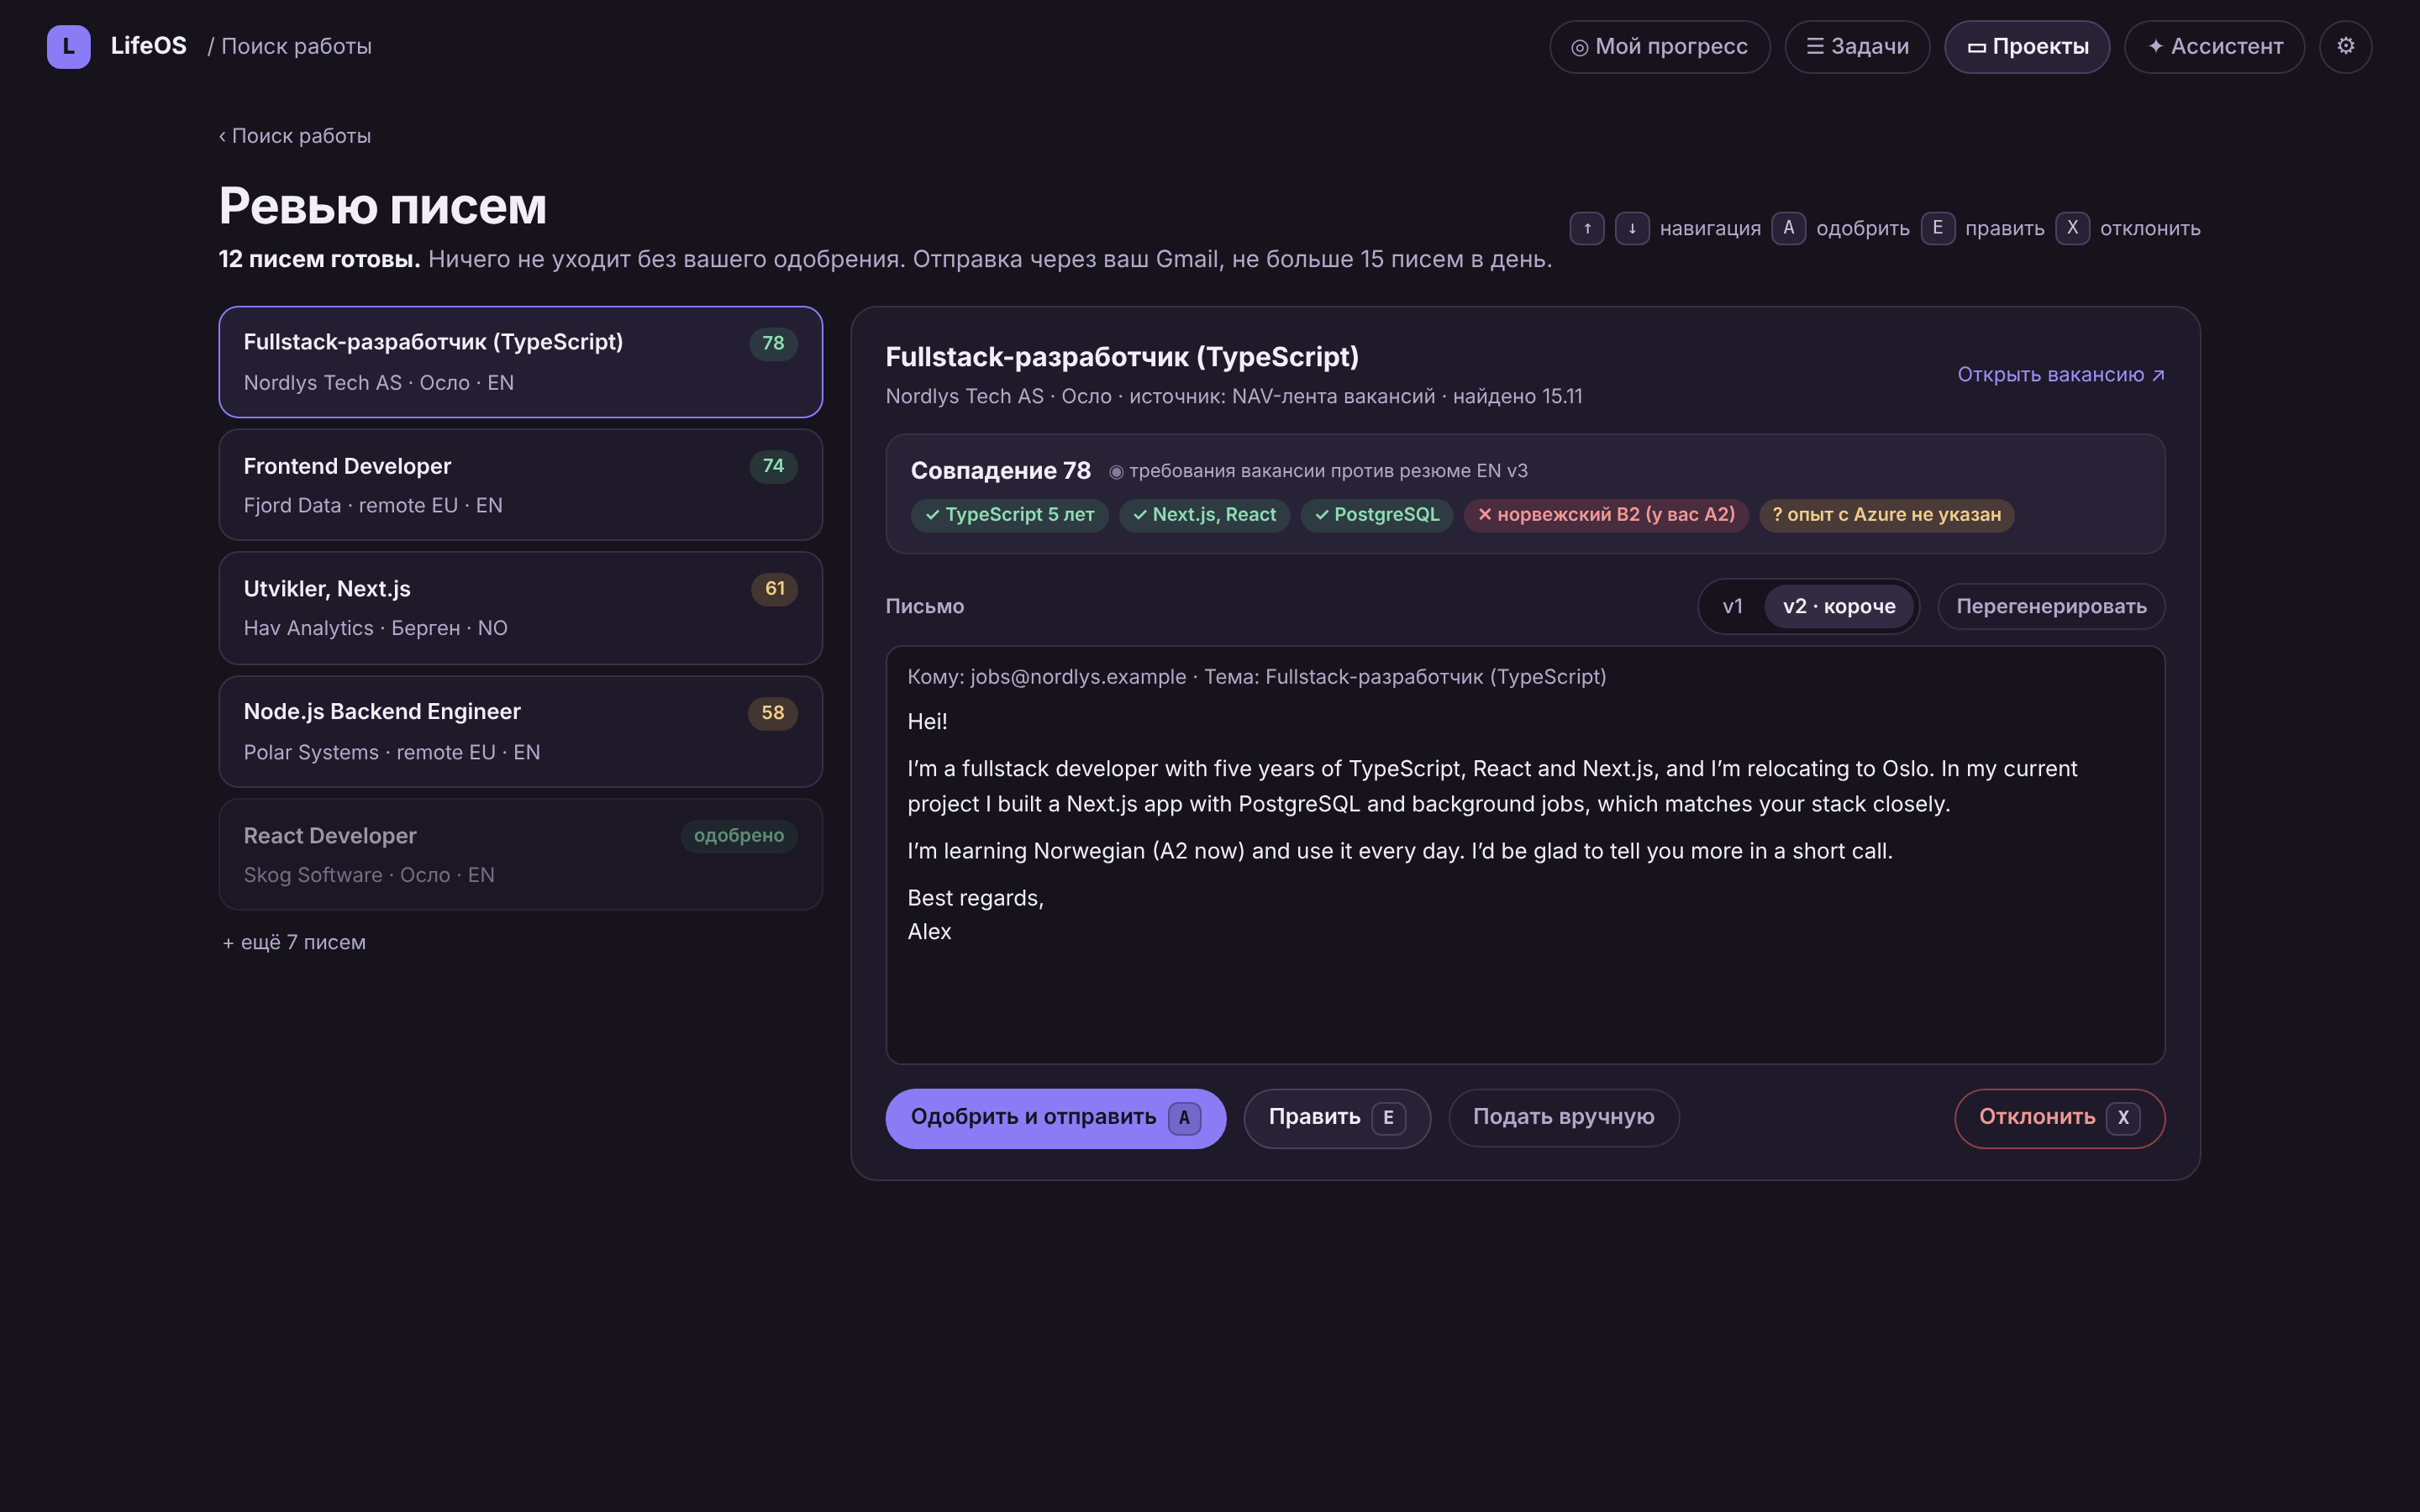 L LifeOS / Поиск работы
◎ Мой прогресс
☰ Задачи
▭ Проекты
✦ Ассистент
⚙
‹ Поиск работы
Ревью писем
12 писем готовы. Ничего не уходит без вашего одобрения. Отправка через ваш Gmail, не больше 15 писем в день.
↑ ↓ навигация A одобрить E править X отклонить
Fullstack-разработчик (TypeScript) 78
Nordlys Tech AS · Осло · EN
Frontend Developer 74
Fjord Data · remote EU · EN
Utvikler, Next.js 61
Hav Analytics · Берген · NO
Node.js Backend Engineer 58
Polar Systems · remote EU · EN
React Developer одобрено
Skog Software · Осло · EN
+ ещё 7 писем
Fullstack-разработчик (TypeScript)
Nordlys Tech AS · Осло · источник: NAV-лента вакансий · найдено 15.11
Открыть вакансию ↗
Совпадение 78 ◉ требования вакансии против резюме EN v3
✓ TypeScript 5 лет ✓ Next.js, React ✓ PostgreSQL ✕ норвежский B2 (у вас A2) ? опыт с Azure не указан
Письмо
v1 v2 · короче Перегенерировать
Кому: jobs@nordlys.example · Тема: Fullstack-разработчик (TypeScript)
Hei!
I’m a fullstack developer with five years of TypeScript, React and Next.js, and I’m relocating to Oslo. In my current
project I built a Next.js app with PostgreSQL and background jobs, which matches your stack closely.
I’m learning Norwegian (A2 now) and use it every day. I’d be glad to tell you more in a short call.
Best regards,
Alex
Одобрить и отправить A
Править E
Подать вручную
Отклонить X